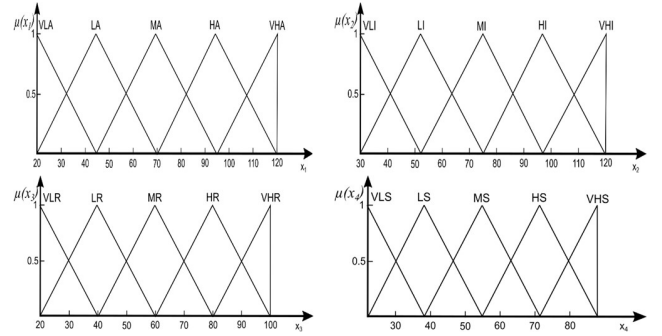 μ(x₁) VLA LA MA HA VHA
1
0.5
20 30 40 50 60 70 80 90 100 110 120 x₁
μ(x₂) VLI LI MI HI VHI
1
0.5
30 40 50 60 70 80 90 100 110 120 x₂
μ(x₃) VLR LR MR HR VHR
1
0.5
20 30 40 50 60 70 80 90 100 x₃
μ(x₄) VLS LS MS HS VHS
1
0.5
30 40 50 60 70 80 x₄